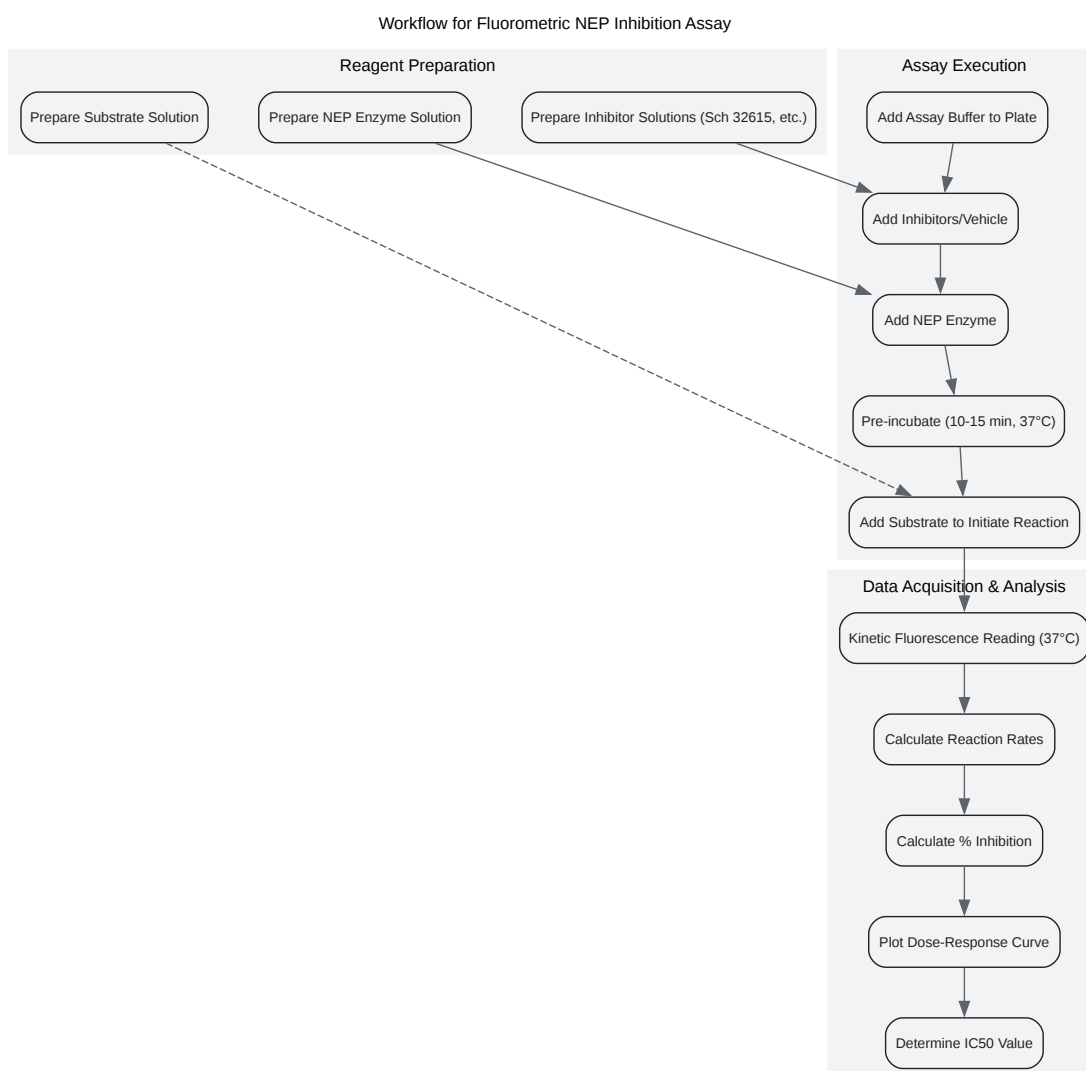 Workflow for Fluorometric NEP Inhibition Assay
Reagent Preparation
Prepare Substrate Solution
Prepare NEP Enzyme Solution
Prepare Inhibitor Solutions (Sch 32615, etc.)
Assay Execution
Add Assay Buffer to Plate
Add Inhibitors/Vehicle
Add NEP Enzyme
Pre-incubate (10-15 min, 37°C)
Add Substrate to Initiate Reaction
Data Acquisition & Analysis
Kinetic Fluorescence Reading (37°C)
Calculate Reaction Rates
Calculate % Inhibition
Plot Dose-Response Curve
Determine IC50 Value